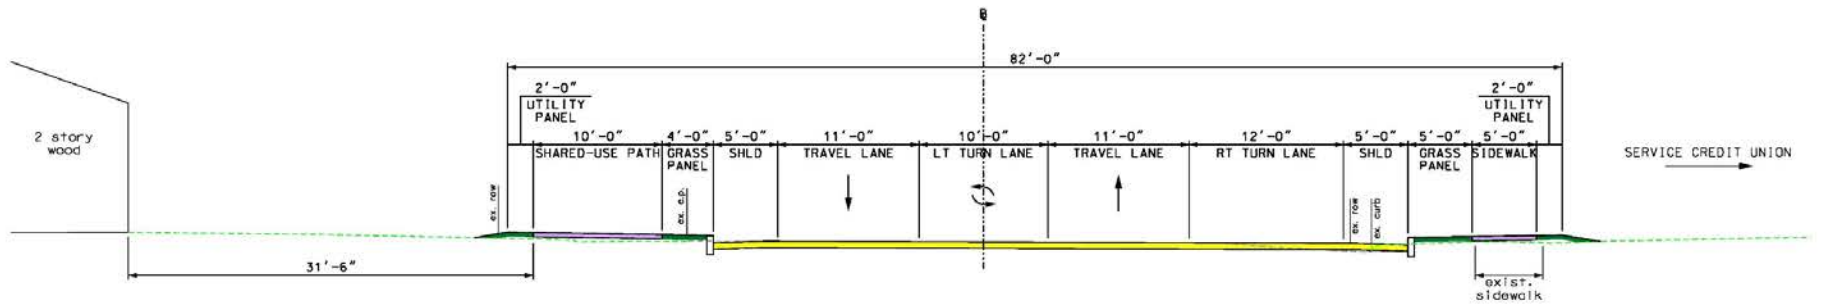 82'-0"
2'-0"
UTILITY
PANEL
2'-0"
UTILITY
PANEL
2 story
wood
10'-0"
4'-0"
5'-0"
11'-0"
10'-0"
11'-0"
12'-0"
5'-0"
5'-0"
5'-0"
SHARED-USE PATH
GRASS
PANEL
SHLD
TRAVEL LANE
LT TURN LANE
TRAVEL LANE
RT TURN LANE
SHLD
GRASS
PANEL
SIDEWALK
SERVICE CREDIT UNION
ex. row
ex. e.p.
ex. row
ex. curb
31'-6"
exist.
sidewalk